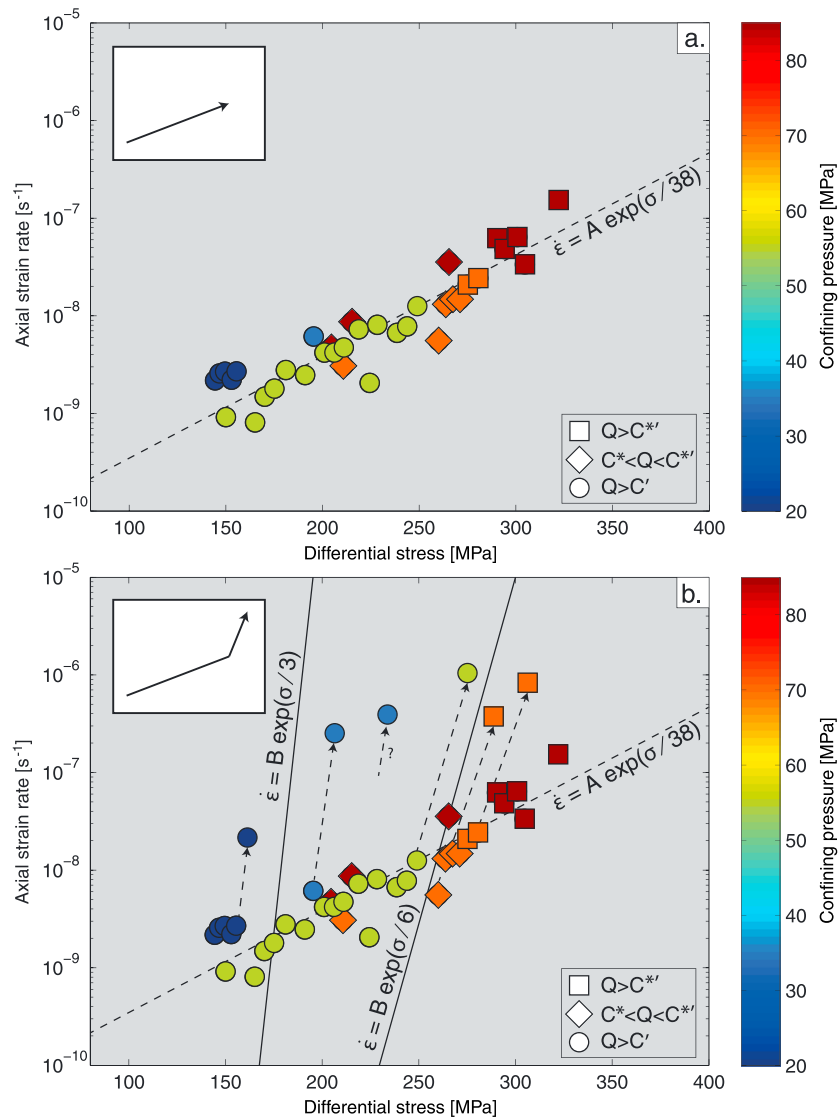 a.
10⁻⁵
10⁻⁶
10⁻⁷
10⁻⁸
10⁻⁹
10⁻¹⁰
Axial strain rate [s⁻¹]
ε̇ = A exp(σ/38)
Q>C*′
C*<Q<C*′
Q>C′
100 150 200 250 300 350 400
Differential stress [MPa]
80
70
60
50
40
30
20
Confining pressure [MPa]
b.
10⁻⁵
10⁻⁶
10⁻⁷
10⁻⁸
10⁻⁹
10⁻¹⁰
Axial strain rate [s⁻¹]
ε̇ = B exp(σ/3)
?
ε̇ = B exp(σ/6)
ε̇ = A exp(σ/38)
Q>C*′
C*<Q<C*′
Q>C′
100 150 200 250 300 350 400
Differential stress [MPa]
80
70
60
50
40
30
20
Confining pressure [MPa]